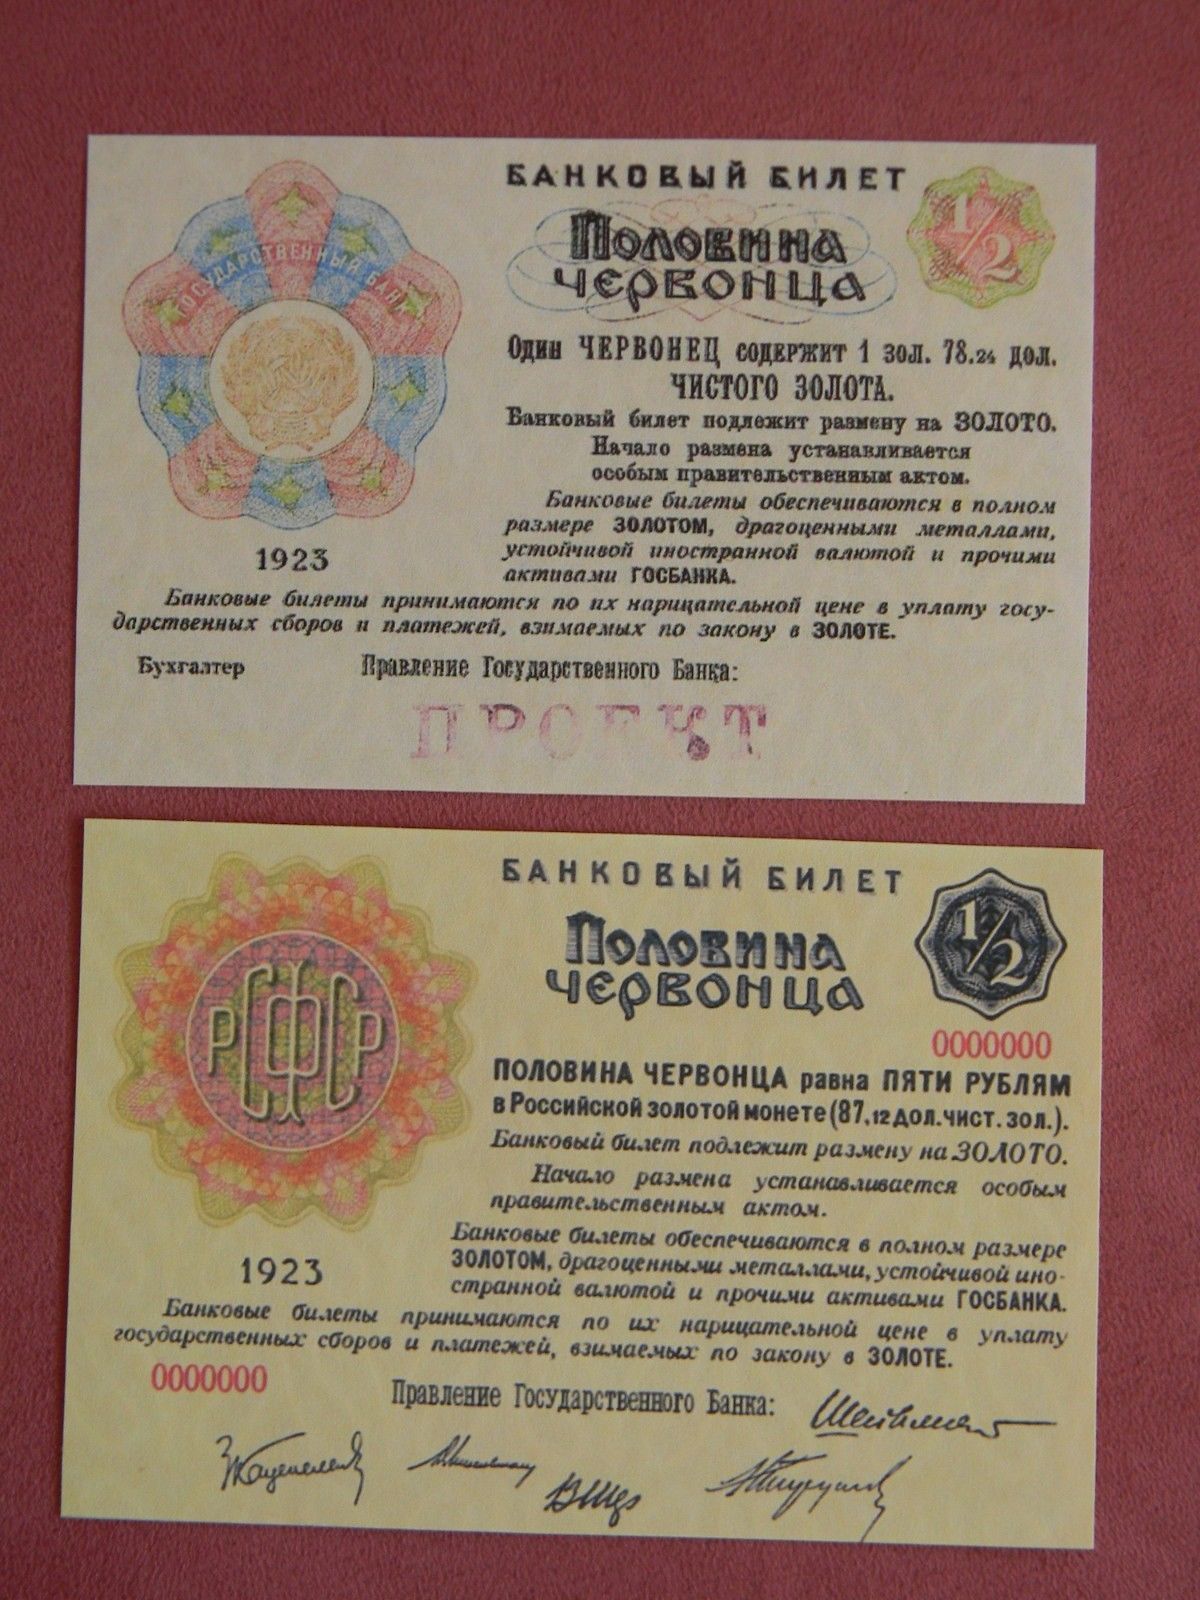 БАНКОВЫЙ БИЛЕТ
1/2
ГОСУДАРСТВЕННЫЙ БАНК
Половина
червонца
Один ЧЕРВОНЕЦ содержит 1 зол. 78.24 дол.
ЧИСТОГО ЗОЛОТА.
Банковый билет подлежит размену на ЗОЛОТО.
Начало размена устанавливается
особым правительственным актом.
Банковые билеты обеспечиваются в полном
размере ЗОЛОТОМ, драгоценными металлами,
устойчивой иностранной валютой и прочими
активами ГОСБАНКА.
1923
Банковые билеты принимаются по их нарицательной цене в уплату госу-
дарственных сборов и платежей, взимаемых по закону в ЗОЛОТЕ.
Бухгалтер Правление Государственного Банка:
ПРОЕКТ
БАНКОВЫЙ БИЛЕТ
1/2
Половина
червонца
РСФСР
0000000
ПОЛОВИНА ЧЕРВОНЦА равна ПЯТИ РУБЛЯМ
в Российской золотой монете (87,12 дол. чист. зол.).
Банковый билет подлежит размену на ЗОЛОТО.
Начало размена устанавливается особым
правительственным актом.
Банковые билеты обеспечиваются в полном размере
ЗОЛОТОМ, драгоценными металлами, устойчивой ино-
странной валютой и прочими активами ГОСБАНКА.
1923
Банковые билеты принимаются по их нарицательной цене в уплату
государственных сборов и платежей, взимаемых по закону в ЗОЛОТЕ.
0000000
Правление Государственного Банка: